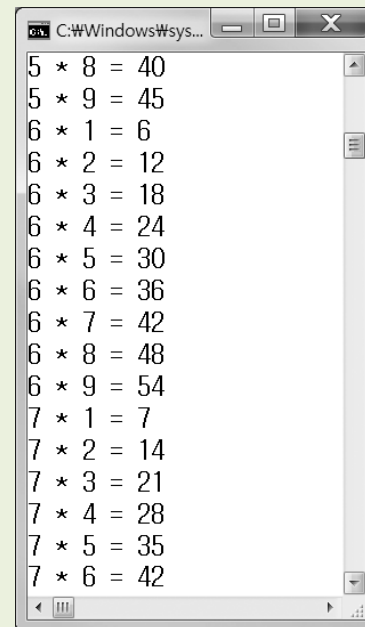 C:₩Windows₩sys...
5 * 8 = 40
5 * 9 = 45
6 * 1 = 6
6 * 2 = 12
6 * 3 = 18
6 * 4 = 24
6 * 5 = 30
6 * 6 = 36
6 * 7 = 42
6 * 8 = 48
6 * 9 = 54
7 * 1 = 7
7 * 2 = 14
7 * 3 = 21
7 * 4 = 28
7 * 5 = 35
7 * 6 = 42